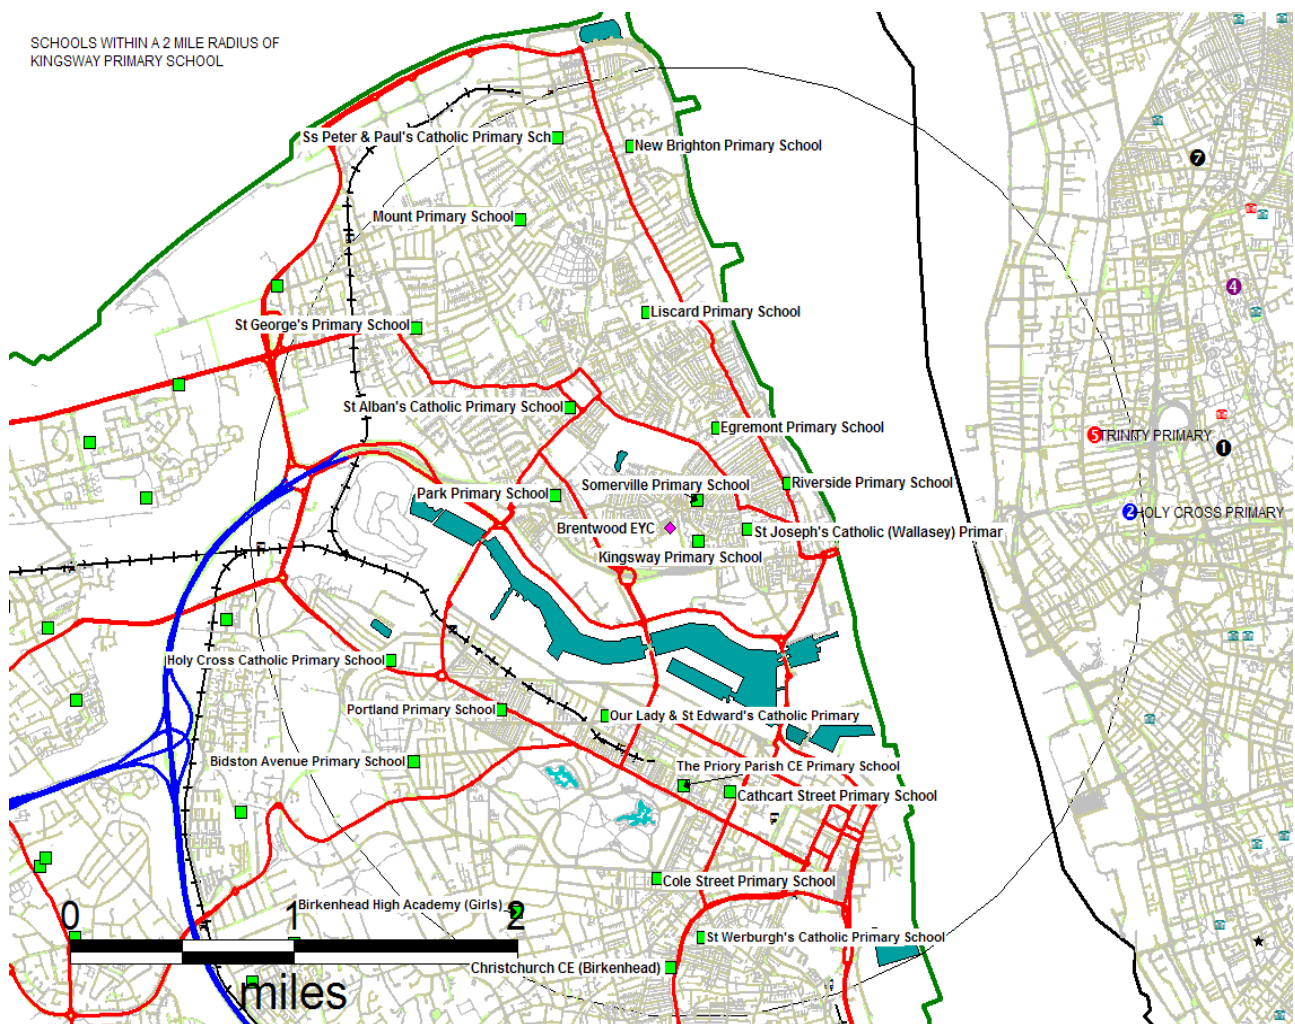 SCHOOLS WITHIN A 2 MILE RADIUS OF
KINGSWAY PRIMARY SCHOOL
Ss Peter & Paul's Catholic Primary Sch
New Brighton Primary School
7
Mount Primary School
4
Liscard Primary School
St George's Primary School
St Alban's Catholic Primary School
Egremont Primary School
5
TRINITY PRIMARY
1
Somerville Primary School
Riverside Primary School
Park Primary School
2
HOLY CROSS PRIMARY
Brentwood EYC
St Joseph's Catholic (Wallasey) Primar
Kingsway Primary School
Holy Cross Catholic Primary School
Portland Primary School
Our Lady & St Edward's Catholic Primary
Bidston Avenue Primary School
The Priory Parish CE Primary School
Cathcart Street Primary School
Cole Street Primary School
Birkenhead High Academy (Girls)
0 1 2
St Werburgh's Catholic Primary School
Christchurch CE (Birkenhead)
miles